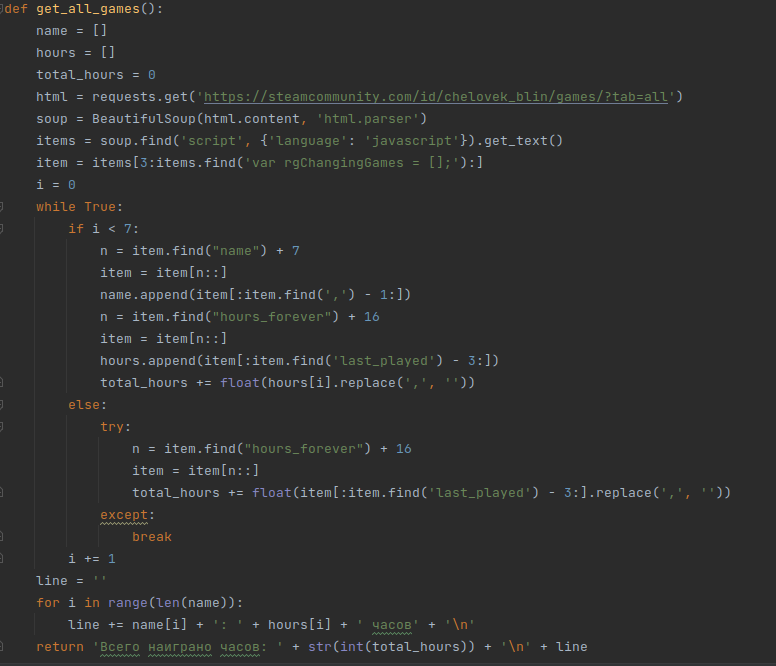 def get_all_games():
    name = []
    hours = []
    total_hours = 0
    html = requests.get('https://steamcommunity.com/id/chelovek_blin/games/?tab=all')
    soup = BeautifulSoup(html.content, 'html.parser')
    items = soup.find('script', {'language': 'javascript'}).get_text()
    item = items[3:items.find('var rgChangingGames = [];'):]
    i = 0
    while True:
        if i < 7:
            n = item.find("name") + 7
            item = item[n::]
            name.append(item[:item.find(',') - 1:])
            n = item.find("hours_forever") + 16
            item = item[n::]
            hours.append(item[:item.find('last_played') - 3:])
            total_hours += float(hours[i].replace(',', ''))
        else:
            try:
                n = item.find("hours_forever") + 16
                item = item[n::]
                total_hours += float(item[:item.find('last_played') - 3:].replace(',', ''))
            except:
                break
        i += 1
    line = ''
    for i in range(len(name)):
        line += name[i] + ': ' + hours[i] + ' часов' + '\n'
    return 'Всего наиграно часов: ' + str(int(total_hours)) + '\n' + line